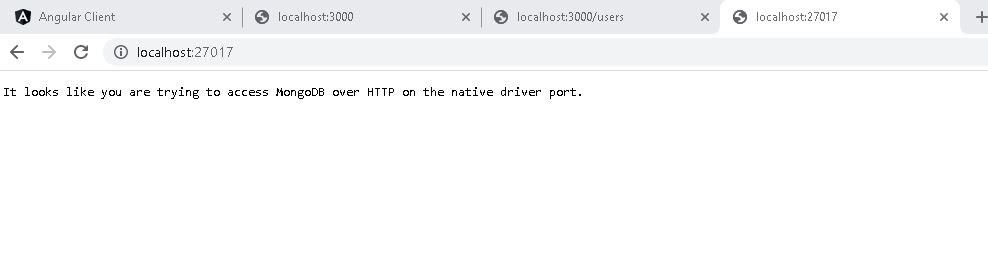 Angular Client
localhost:3000
localhost:3000/users
localhost:27017
localhost:27017
It looks like you are trying to access MongoDB over HTTP on the native driver port.